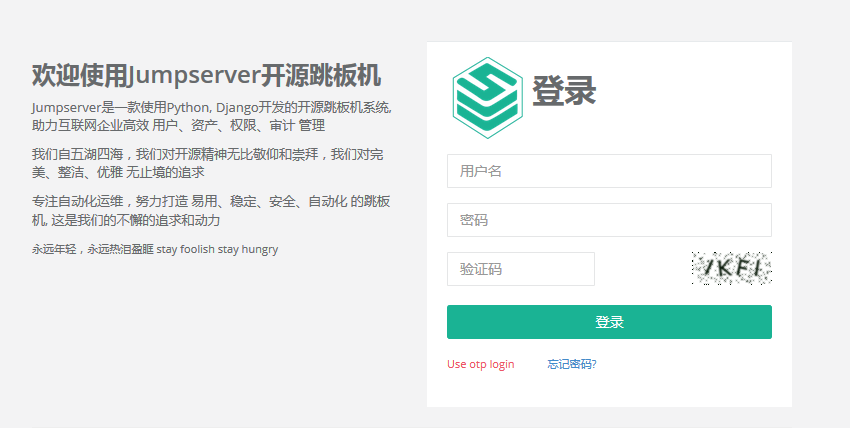 欢迎使用Jumpserver开源跳板机
Jumpserver是一款使用Python, Django开发的开源跳板机系统,
助力互联网企业高效 用户、资产、权限、审计 管理
我们自五湖四海，我们对开源精神无比敬仰和崇拜，我们对完
美、整洁、优雅 无止境的追求
专注自动化运维，努力打造 易用、稳定、安全、自动化 的跳板
机, 这是我们的不懈的追求和动力
永远年轻，永远热泪盈眶 stay foolish stay hungry
登录
用户名
密码
验证码
登录
Use otp login
忘记密码?